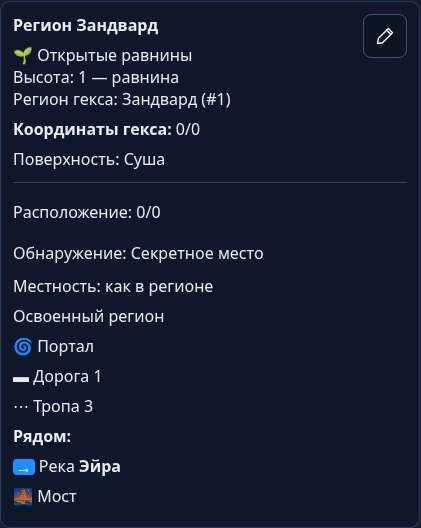 Регион Зандвард
🌱 Открытые равнины
Высота: 1 — равнина
Регион гекса: Зандвард (#1)
Координаты гекса: 0/0
Поверхность: Суша
Расположение: 0/0
Обнаружение: Секретное место
Местность: как в регионе
Освоенный регион
🌀 Портал
▬ Дорога 1
⋯ Тропа 3
Рядом:
→ Река Эйра
🌉 Мост